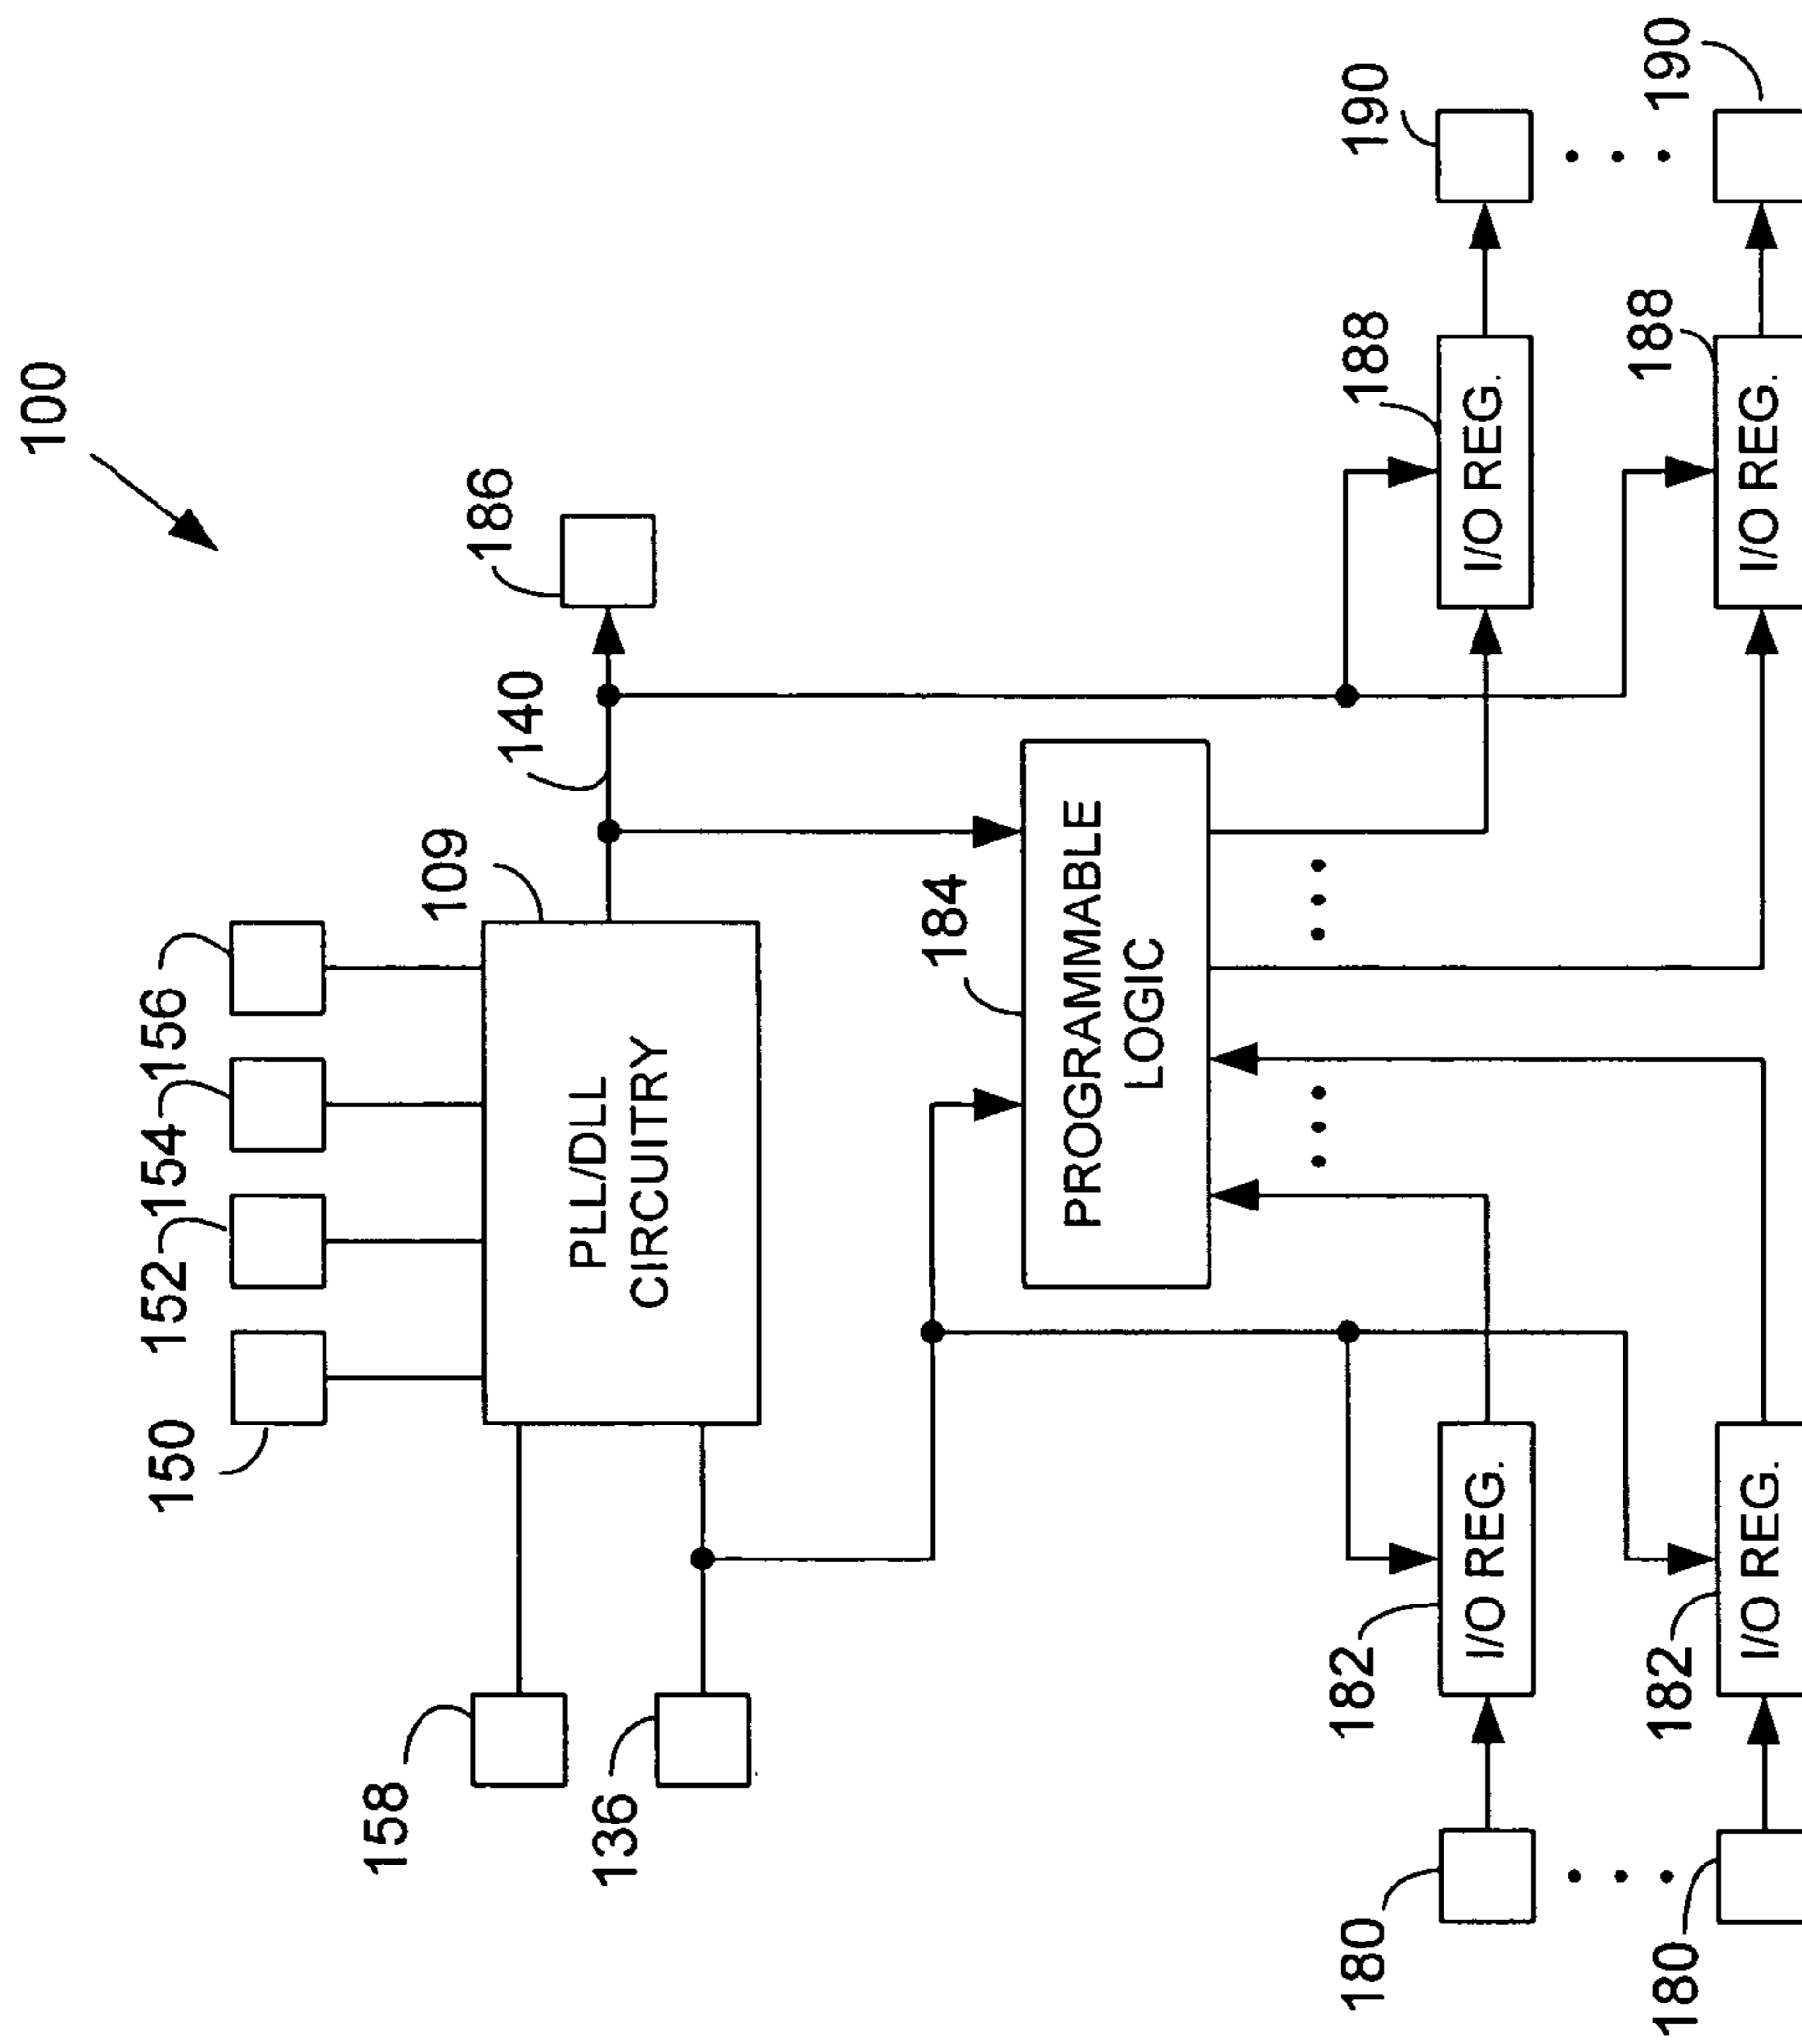 100
150
152
154
156
158
109
186
140
PLL/DLL
CIRCUITRY
136
184
PROGRAMMABLE
LOGIC
180
182
188
190
I/O REG.
I/O REG.
180
182
188
190
I/O REG.
I/O REG.